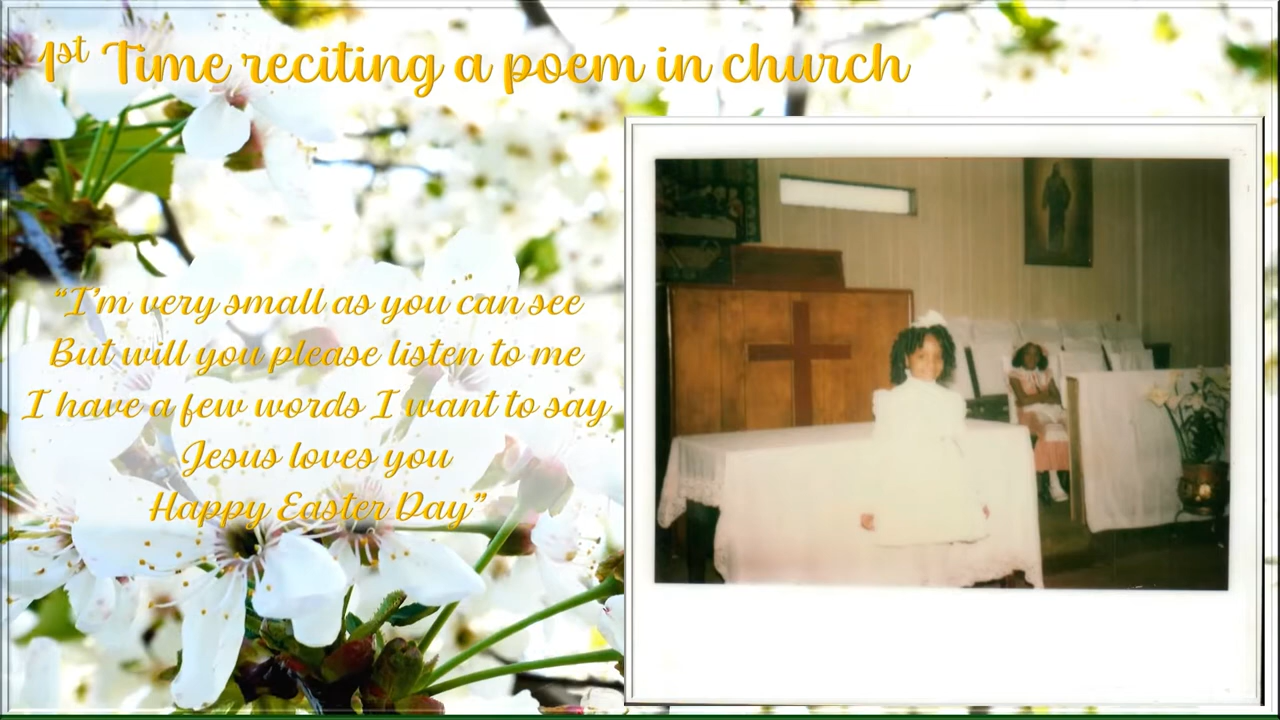 1st Time reciting a poem in church
“I’m very small as you can see
But will you please listen to me
I have a few words I want to say
Jesus loves you
Happy Easter Day”